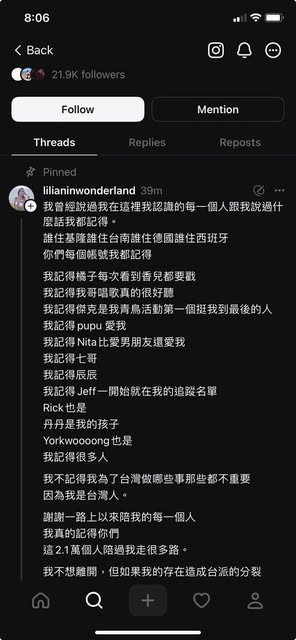 8:06
Back
21.9K followers
Follow
Mention
Threads
Replies
Reposts
Pinned
lilianinwonderland 39m
我曾經說過我在這裡我認識的每一個人跟我說過什
麼話我都記得。
誰住基隆誰住台南誰住德國誰住西班牙
你們每個帳號我都記得
我記得橘子每次看到香兒都要戳
我記得我哥唱歌真的很好聽
我記得傑克是我青鳥活動第一個挺我到最後的人
我記得 pupu 愛我
我記得 Nita 比愛男朋友還愛我
我記得七哥
我記得辰辰
我記得 Jeff 一開始就在我的追蹤名單
Rick 也是
丹丹是我的孩子
Yorkwoooong 也是
我記得很多人
我不記得我為了台灣做哪些事那些都不重要
因為我是台灣人。
謝謝一路上以來陪我的每一個人
我真的記得你們
這 2.1 萬個人陪過我走很多路。
我不想離開，但如果我的存在造成台派的分裂